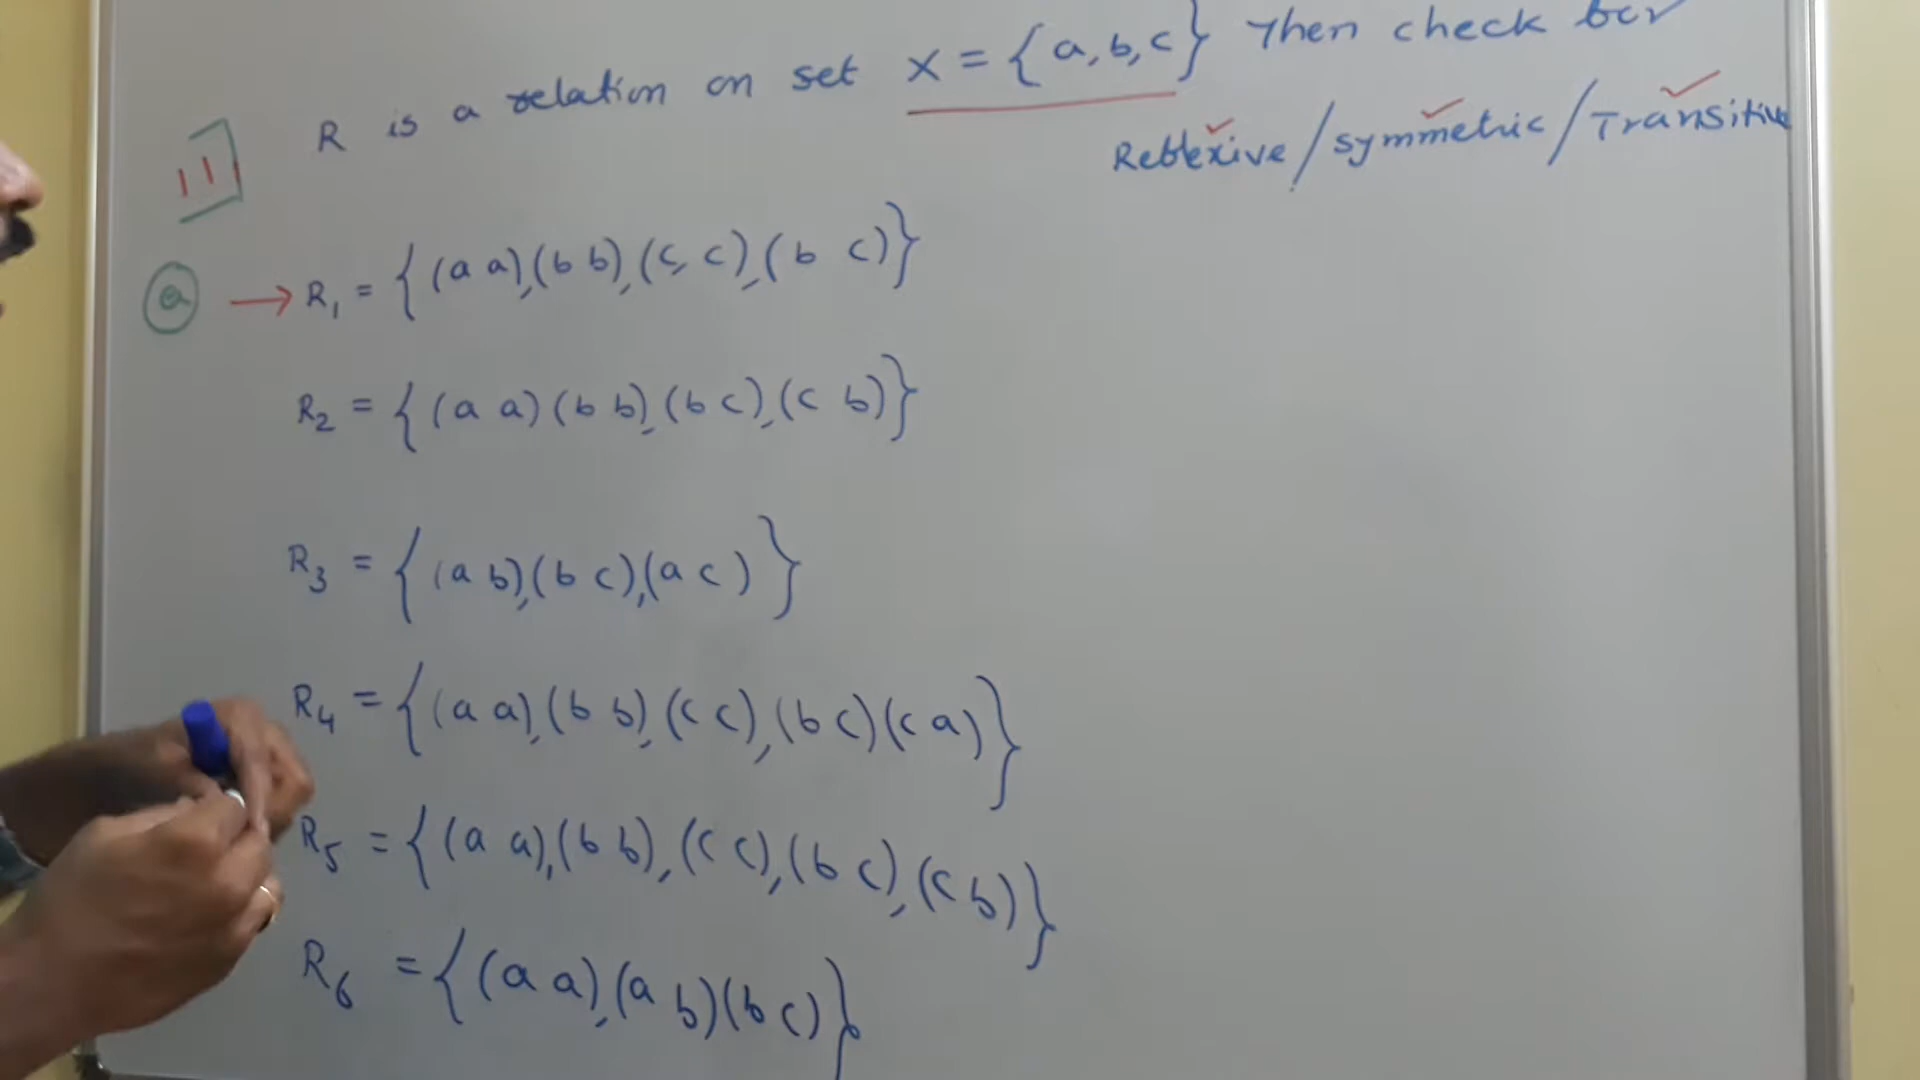 11
R is a relation on set X = {a, b, c} Then check for
Reflexive / symmetric / Transitive
a → R1 = {(a a), (b b), (c, c), (b c)}
R2 = {(a a) (b b), (b c), (c b)}
R3 = {(a b), (b c), (a c)}
R4 = {(a a), (b b), (c c), (b c) (c a)}
R5 = {(a a), (b b), (c c), (b c), (c b)}
R6 = {(a a), (a b) (b c)}